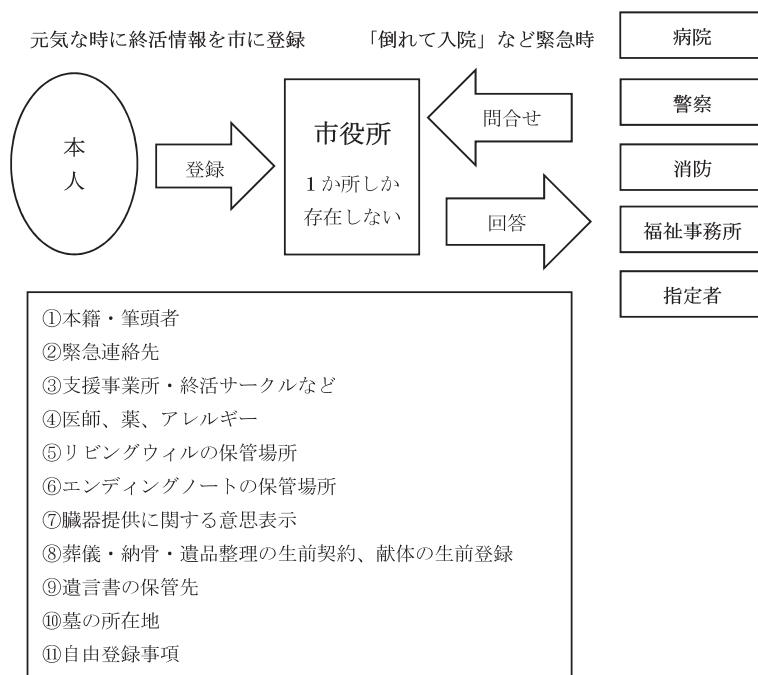 元気な時に終活情報を市に登録
「倒れて入院」など緊急時
本人
登録
市役所
1か所しか
存在しない
問合せ
回答
病院
警察
消防
福祉事務所
指定者
①本籍・筆頭者
②緊急連絡先
③支援事業所・終活サークルなど
④医師、薬、アレルギー
⑤リビングウィルの保管場所
⑥エンディングノートの保管場所
⑦臓器提供に関する意思表示
⑧葬儀・納骨・遺品整理の生前契約、献体の生前登録
⑨遺言書の保管先
⑩墓の所在地
⑪自由登録事項